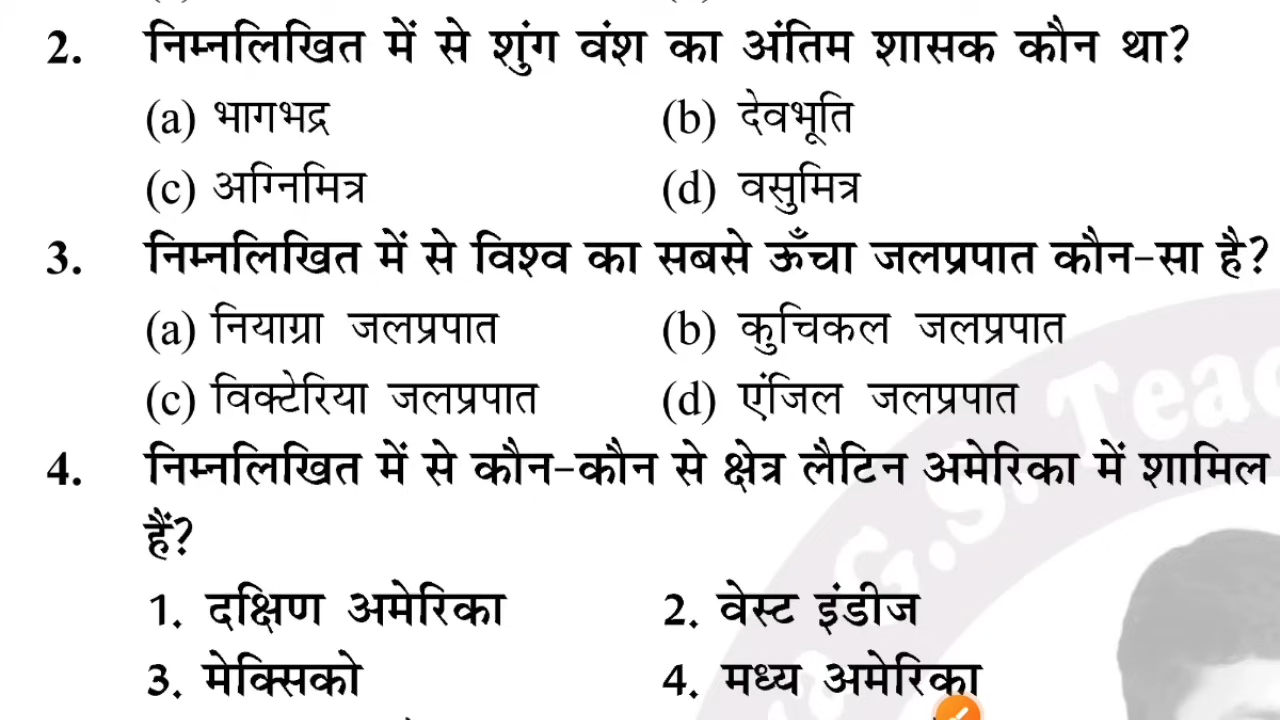 2. निम्नलिखित में से शुंग वंश का अंतिम शासक कौन था?
(a) भागभद्र (b) देवभूति
(c) अग्निमित्र (d) वसुमित्र
3. निम्नलिखित में से विश्व का सबसे ऊँचा जलप्रपात कौन-सा है?
(a) नियाग्रा जलप्रपात (b) कुचिकल जलप्रपात
(c) विक्टेरिया जलप्रपात (d) एंजिल जलप्रपात
4. निम्नलिखित में से कौन-कौन से क्षेत्र लैटिन अमेरिका में शामिल
हैं?
1. दक्षिण अमेरिका 2. वेस्ट इंडीज
3. मेक्सिको 4. मध्य अमेरिका
G.S. Teac